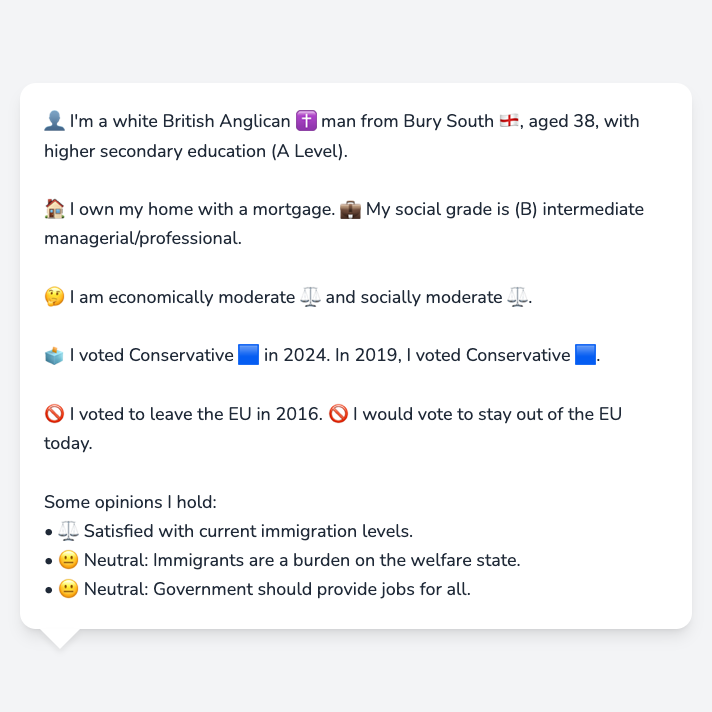 👤 I'm a white British Anglican ✝️ man from Bury South 🏴󠁧󠁢󠁥󠁮󠁧󠁿, aged 38, with
higher secondary education (A Level).
🏠 I own my home with a mortgage. 💼 My social grade is (B) intermediate
managerial/professional.
🤔 I am economically moderate ⚖️ and socially moderate ⚖️.
🗳️ I voted Conservative 🟦 in 2024. In 2019, I voted Conservative 🟦.
🚫 I voted to leave the EU in 2016. 🚫 I would vote to stay out of the EU
today.
Some opinions I hold:
• ⚖️ Satisfied with current immigration levels.
• 😐 Neutral: Immigrants are a burden on the welfare state.
• 😐 Neutral: Government should provide jobs for all.